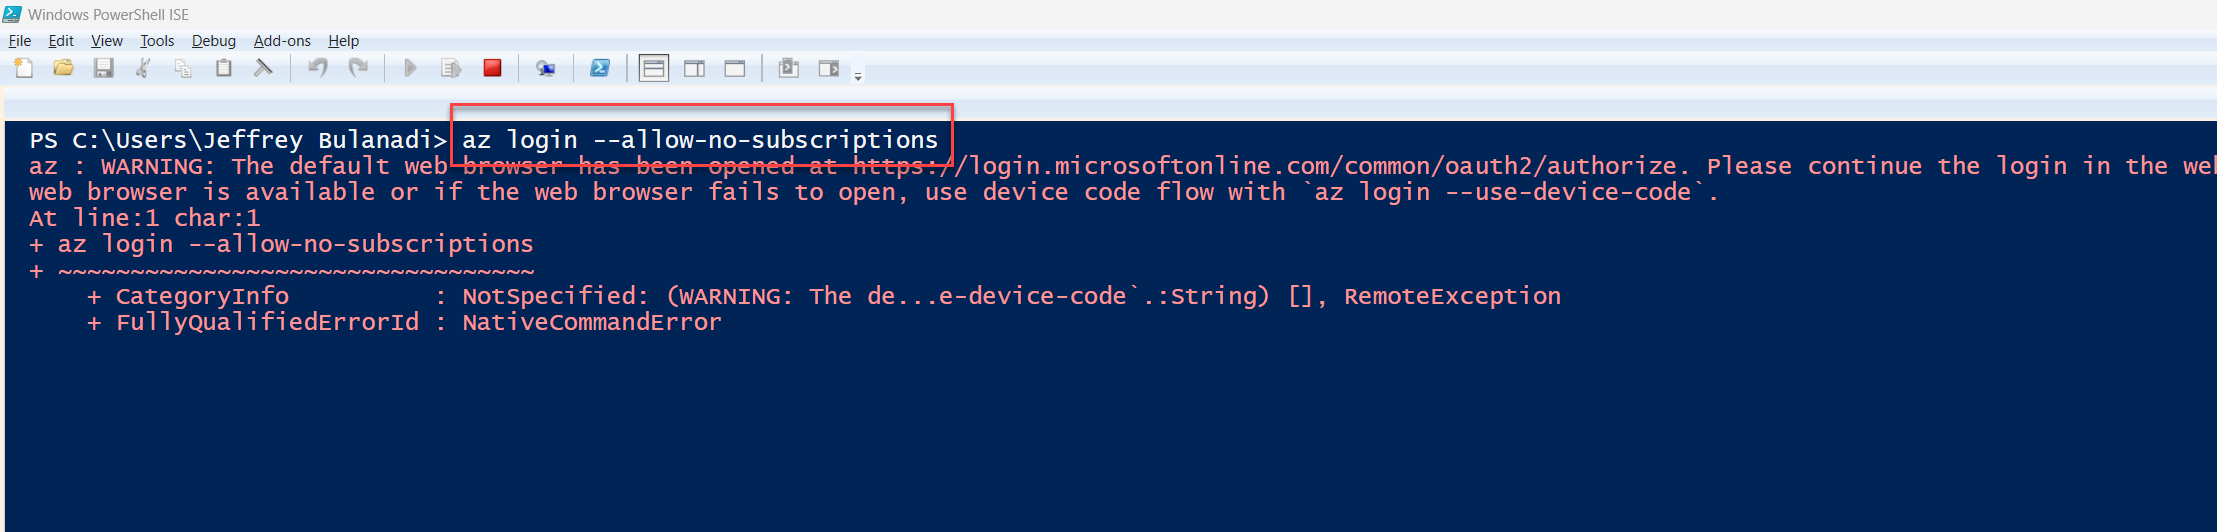 Windows PowerShell ISE
File Edit View Tools Debug Add-ons Help
PS C:\Users\Jeffrey Bulanadi> az login --allow-no-subscriptions
az : WARNING: The default web browser has been opened at https://login.microsoftonline.com/common/oauth2/authorize. Please continue the login in the web
web browser is available or if the web browser fails to open, use device code flow with `az login --use-device-code`.
At line:1 char:1
+ az login --allow-no-subscriptions
+ ~~~~~~~~~~~~~~~~~~~~~~~~~~~~~~~~~
+ CategoryInfo : NotSpecified: (WARNING: The de...e-device-code`.:String) [], RemoteException
+ FullyQualifiedErrorId : NativeCommandError